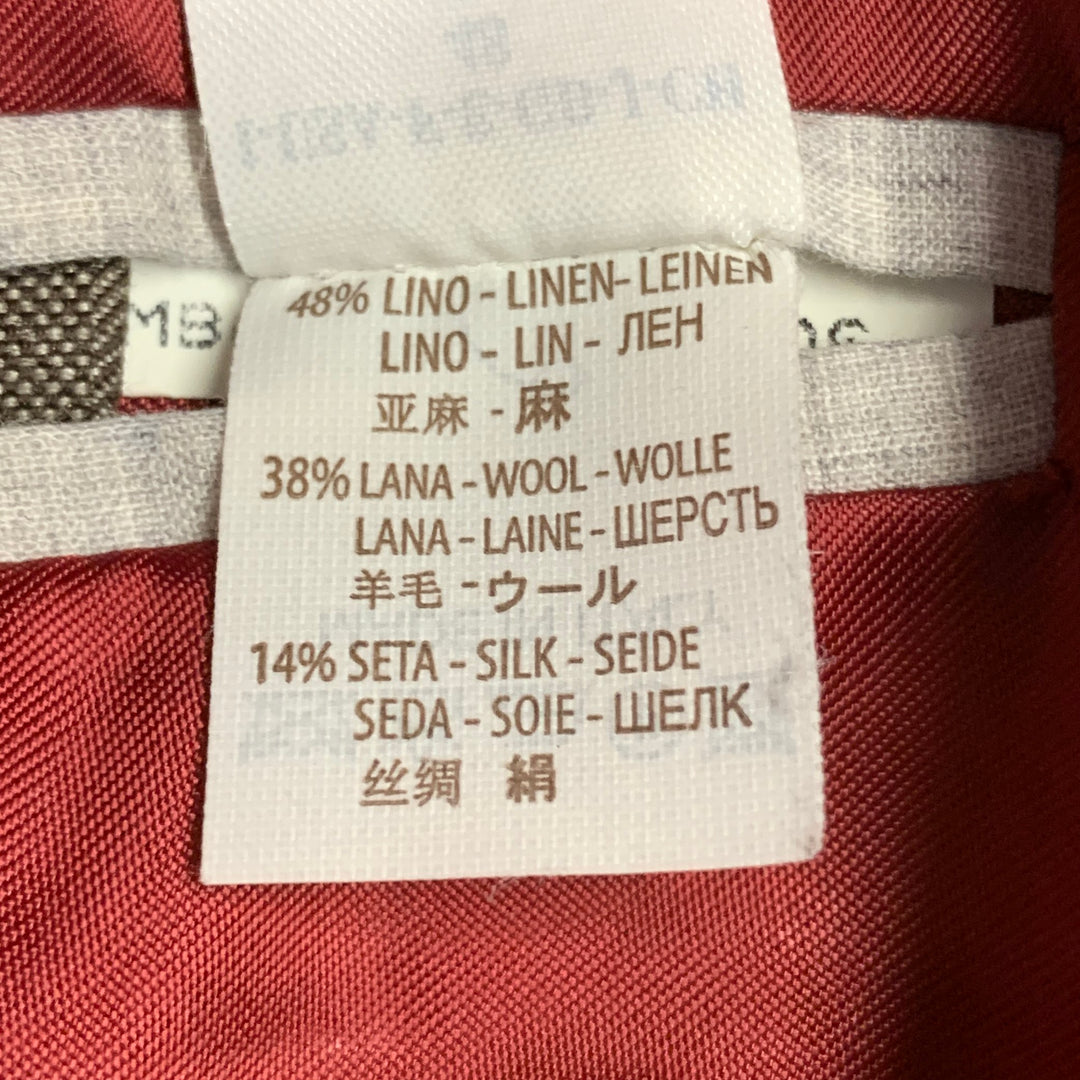 48% LINO - LINEN- LEINEN
LINO - LIN - ЛЕН
亚麻 - 麻
MB
38% LANA - WOOL - WOLLE
LANA - LAINE - ШЕРСТЬ
羊毛 - ウール
14% SETA - SILK - SEIDE
SEDA - SOIE - ШЕЛК
丝绸 絹